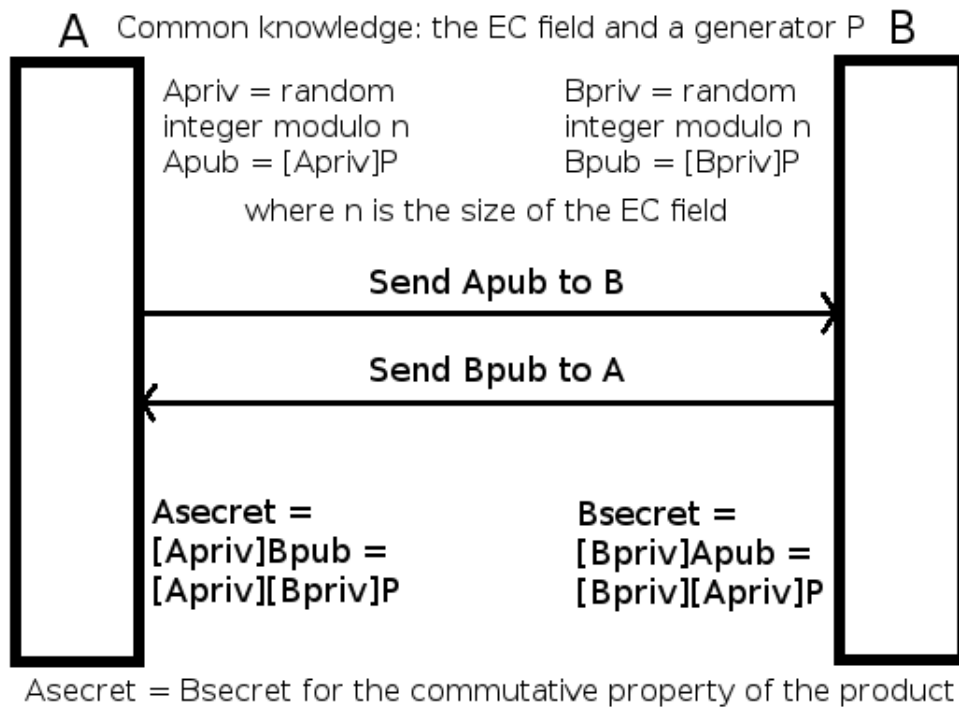 A Common knowledge: the EC field and a generator P B
Apriv = random
integer modulo n
Apub = [Apriv]P
Bpriv = random
integer modulo n
Bpub = [Bpriv]P
where n is the size of the EC field
Send Apub to B
Send Bpub to A
Asecret =
[Apriv]Bpub =
[Apriv][Bpriv]P
Bsecret =
[Bpriv]Apub =
[Bpriv][Apriv]P
Asecret = Bsecret for the commutative property of the product